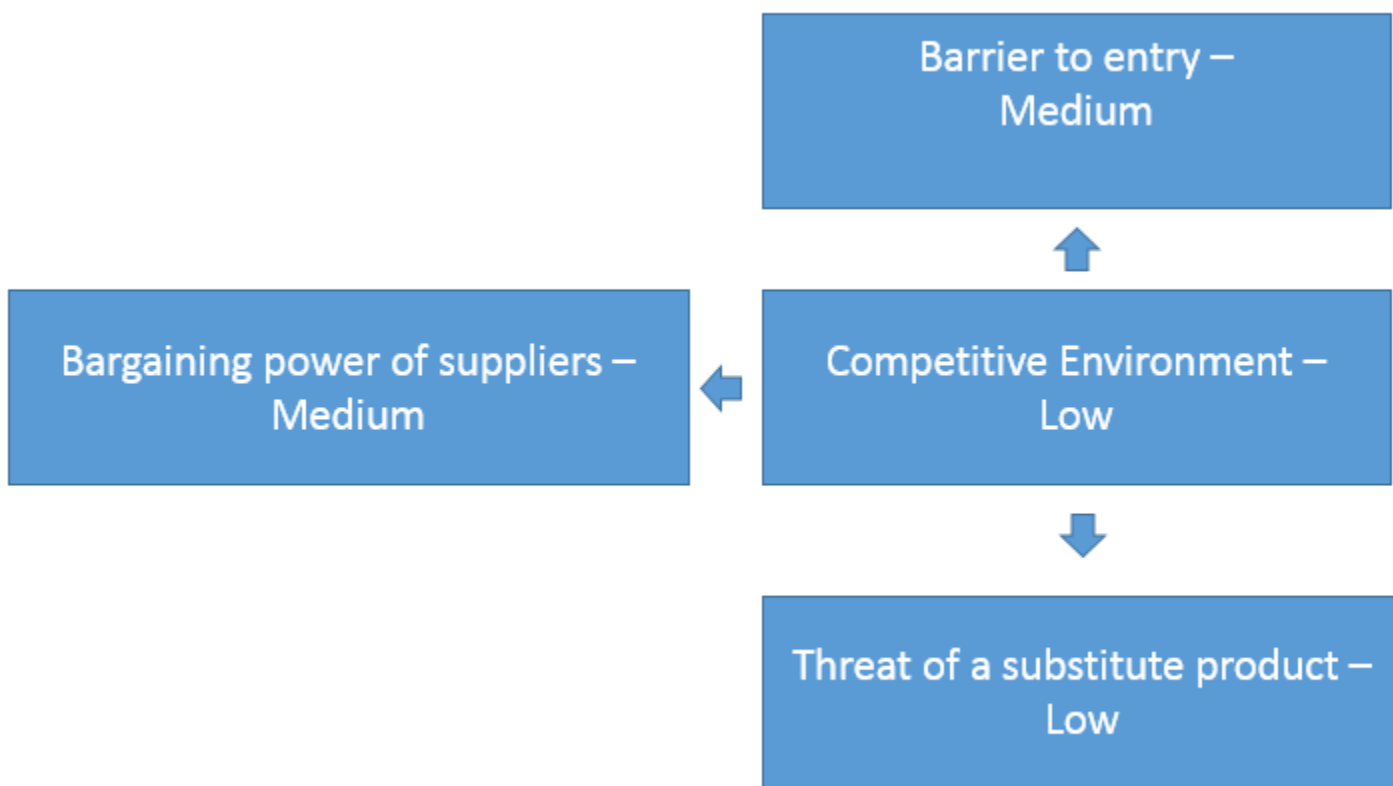 Barrier to entry –
Medium
Bargaining power of suppliers –
Medium
Competitive Environment –
Low
Threat of a substitute product –
Low